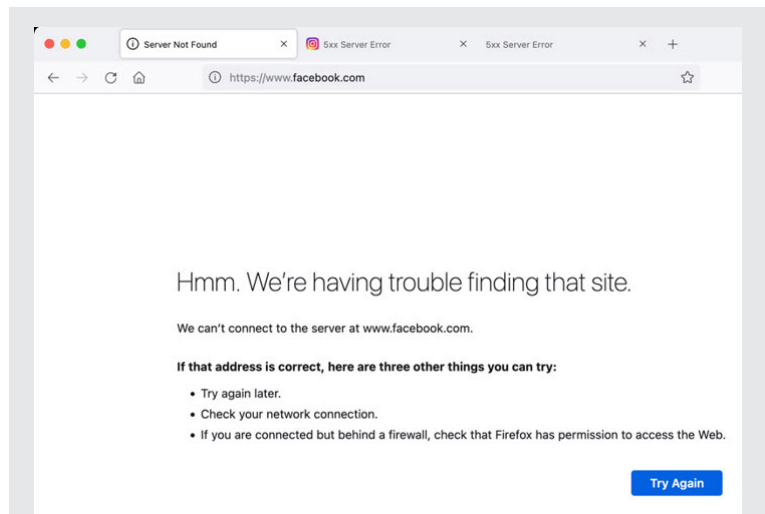 Server Not Found
5xx Server Error
5xx Server Error
https://www.facebook.com
Hmm. We’re having trouble finding that site.
We can’t connect to the server at www.facebook.com.
If that address is correct, here are three other things you can try:
• Try again later.
• Check your network connection.
• If you are connected but behind a firewall, check that Firefox has permission to access the Web.
Try Again